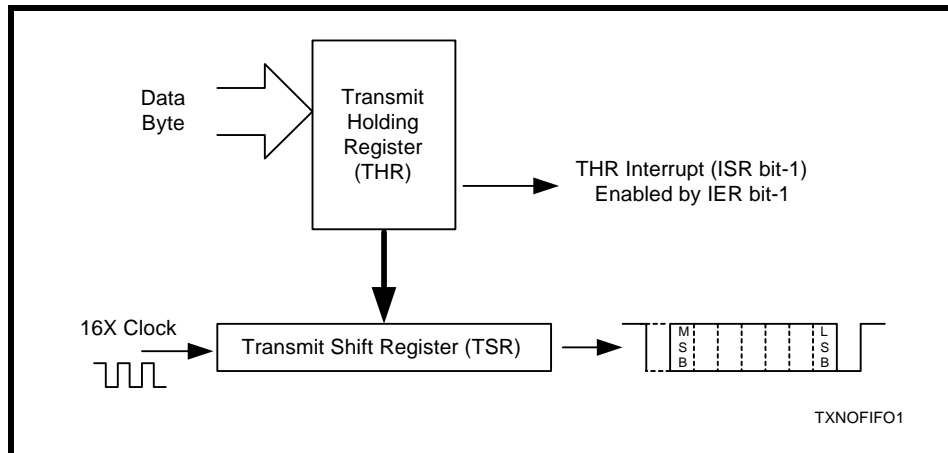 Data
Byte
Transmit
Holding
Register
(THR)
THR Interrupt (ISR bit-1)
Enabled by IER bit-1
16X Clock
Transmit Shift Register (TSR)
M
S
B
L
S
B
TXNOFIFO1